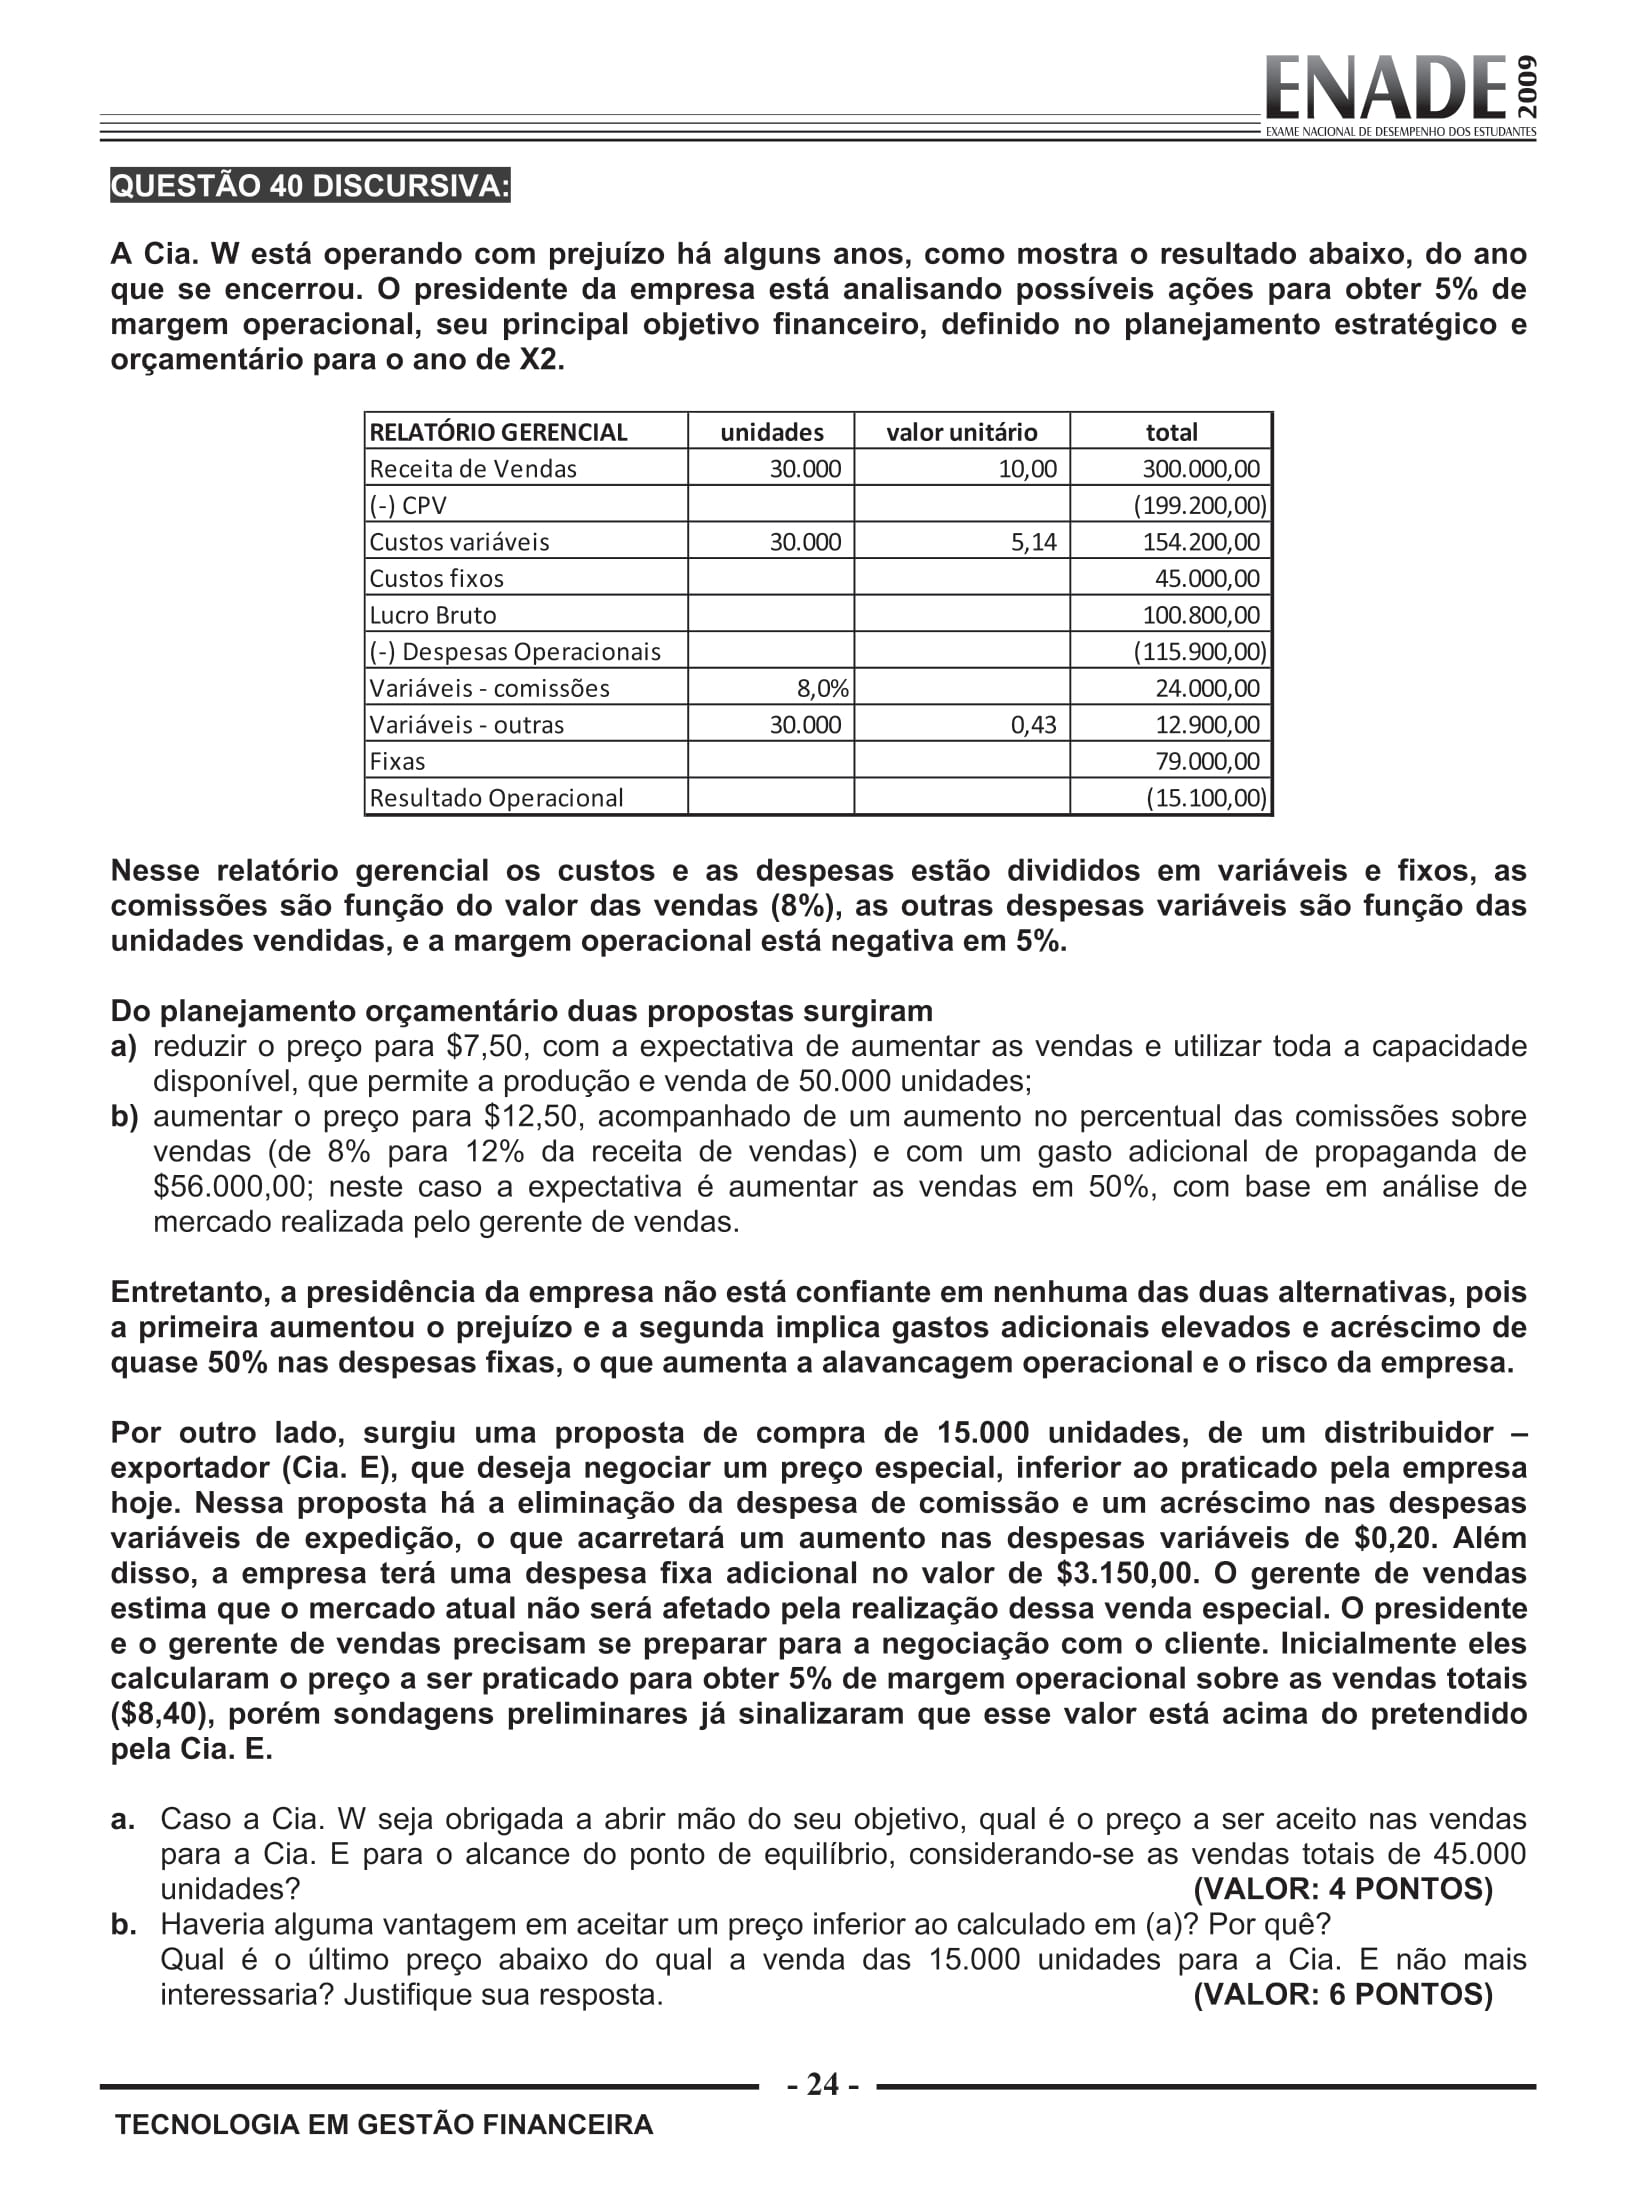 ENADE 2009
EXAME NACIONAL DE DESEMPENHO DOS ESTUDANTES
QUESTÃO 40 DISCURSIVA:
A Cia. W está operando com prejuízo há alguns anos, como mostra o resultado abaixo, do ano
que se encerrou. O presidente da empresa está analisando possíveis ações para obter 5% de
margem operacional, seu principal objetivo financeiro, definido no planejamento estratégico e
orçamentário para o ano de X2.
RELATÓRIO GERENCIAL unidades valor unitário total
Receita de Vendas 30.000 10,00 300.000,00
(-) CPV (199.200,00)
Custos variáveis 30.000 5,14 154.200,00
Custos fixos 45.000,00
Lucro Bruto 100.800,00
(-) Despesas Operacionais (115.900,00)
Variáveis - comissões 8,0% 24.000,00
Variáveis - outras 30.000 0,43 12.900,00
Fixas 79.000,00
Resultado Operacional (15.100,00)
Nesse relatório gerencial os custos e as despesas estão divididos em variáveis e fixos, as
comissões são função do valor das vendas (8%), as outras despesas variáveis são função das
unidades vendidas, e a margem operacional está negativa em 5%.
Do planejamento orçamentário duas propostas surgiram
a) reduzir o preço para $7,50, com a expectativa de aumentar as vendas e utilizar toda a capacidade
disponível, que permite a produção e venda de 50.000 unidades;
b) aumentar o preço para $12,50, acompanhado de um aumento no percentual das comissões sobre
vendas (de 8% para 12% da receita de vendas) e com um gasto adicional de propaganda de
$56.000,00; neste caso a expectativa é aumentar as vendas em 50%, com base em análise de
mercado realizada pelo gerente de vendas.
Entretanto, a presidência da empresa não está confiante em nenhuma das duas alternativas, pois
a primeira aumentou o prejuízo e a segunda implica gastos adicionais elevados e acréscimo de
quase 50% nas despesas fixas, o que aumenta a alavancagem operacional e o risco da empresa.
Por outro lado, surgiu uma proposta de compra de 15.000 unidades, de um distribuidor –
exportador (Cia. E), que deseja negociar um preço especial, inferior ao praticado pela empresa
hoje. Nessa proposta há a eliminação da despesa de comissão e um acréscimo nas despesas
variáveis de expedição, o que acarretará um aumento nas despesas variáveis de $0,20. Além
disso, a empresa terá uma despesa fixa adicional no valor de $3.150,00. O gerente de vendas
estima que o mercado atual não será afetado pela realização dessa venda especial. O presidente
e o gerente de vendas precisam se preparar para a negociação com o cliente. Inicialmente eles
calcularam o preço a ser praticado para obter 5% de margem operacional sobre as vendas totais
($8,40), porém sondagens preliminares já sinalizaram que esse valor está acima do pretendido
pela Cia. E.
a. Caso a Cia. W seja obrigada a abrir mão do seu objetivo, qual é o preço a ser aceito nas vendas
para a Cia. E para o alcance do ponto de equilíbrio, considerando-se as vendas totais de 45.000
unidades? (VALOR: 4 PONTOS)
b. Haveria alguma vantagem em aceitar um preço inferior ao calculado em (a)? Por quê?
Qual é o último preço abaixo do qual a venda das 15.000 unidades para a Cia. E não mais
interessaria? Justifique sua resposta. (VALOR: 6 PONTOS)
- 24 -
TECNOLOGIA EM GESTÃO FINANCEIRA